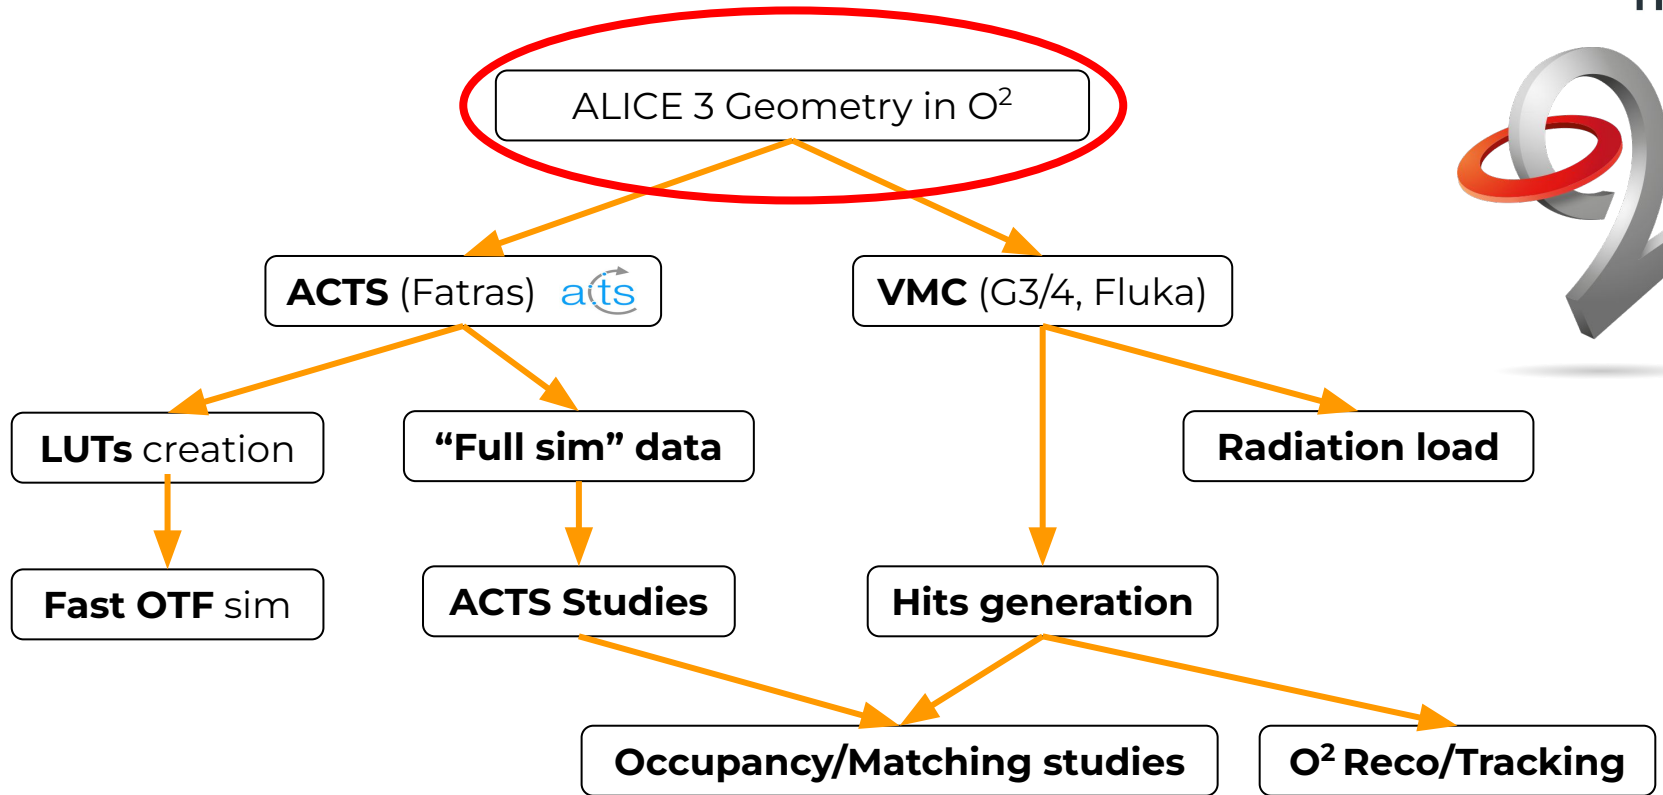 ALICE 3 Geometry in O²
ACTS (Fatras) acts
VMC (G3/4, Fluka)
LUTs creation
“Full sim” data
Radiation load
Fast OTF sim
ACTS Studies
Hits generation
Occupancy/Matching studies
O² Reco/Tracking